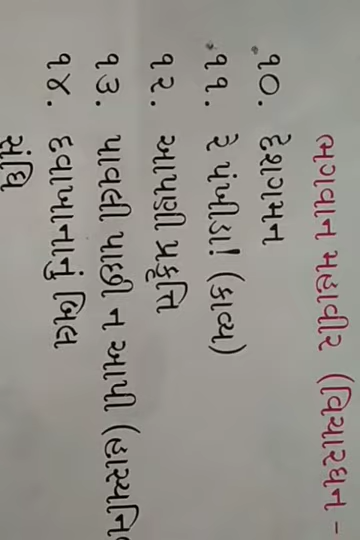 ભગવાન મહાવીર (વિચારધન -
૧૦. દેશગમન
૧૧. રે પંખીડા! (કાવ્ય)
૧૨. આપણી પ્રકૃતિ
૧૩. પાવલી પાછી ન આપી (હાસ્યનિ
૧૪. દવાખાનાનું બિલ
સંધિ